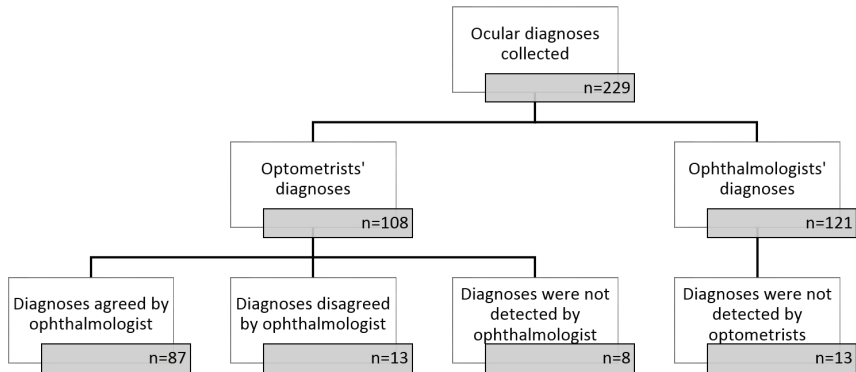 Ocular diagnoses
collected
n=229
Optometrists'
diagnoses
n=108
Ophthalmologists'
diagnoses
n=121
Diagnoses agreed by
ophthalmologist
n=87
Diagnoses disagreed
by ophthalmologist
n=13
Diagnoses were not
detected by
ophthalmologist
n=8
Diagnoses were not
detected by
optometrists
n=13